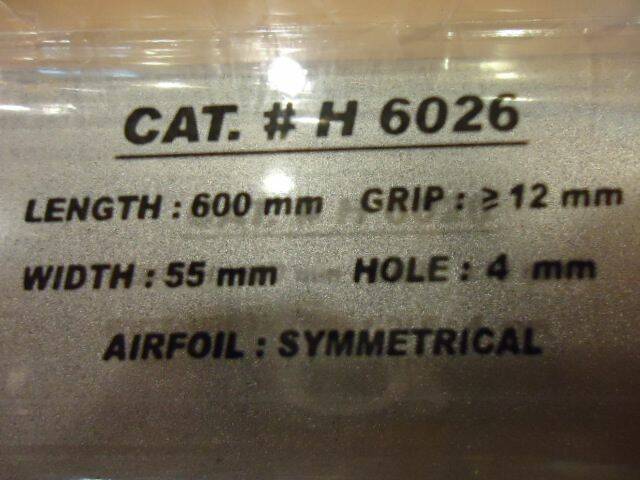 CAT. # H 6026
LENGTH : 600 mm GRIP : ≥ 12 mm
WIDTH : 55 mm HOLE : 4 mm
AIRFOIL : SYMMETRICAL